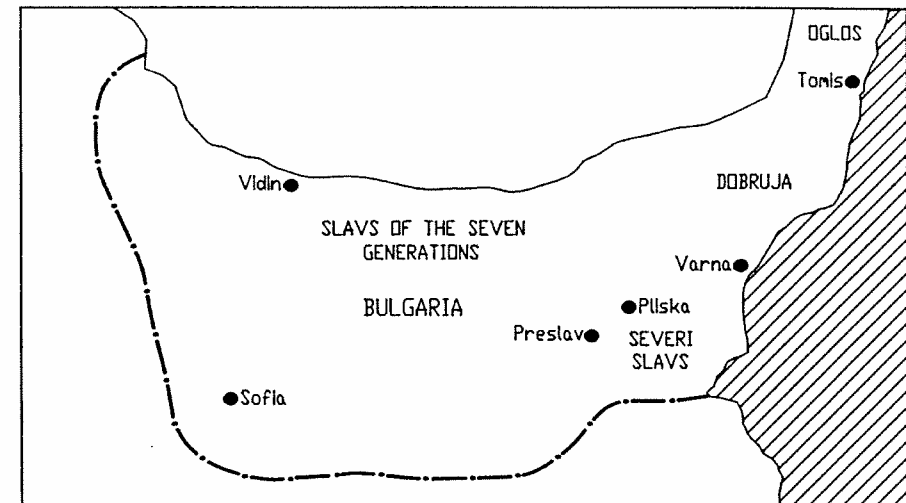 OGLOS
Tomis
Vidin
DOBRUJA
SLAVS OF THE SEVEN
GENERATIONS
Varna
BULGARIA
Pliska
Preslav
SEVERI
SLAVS
Sofia